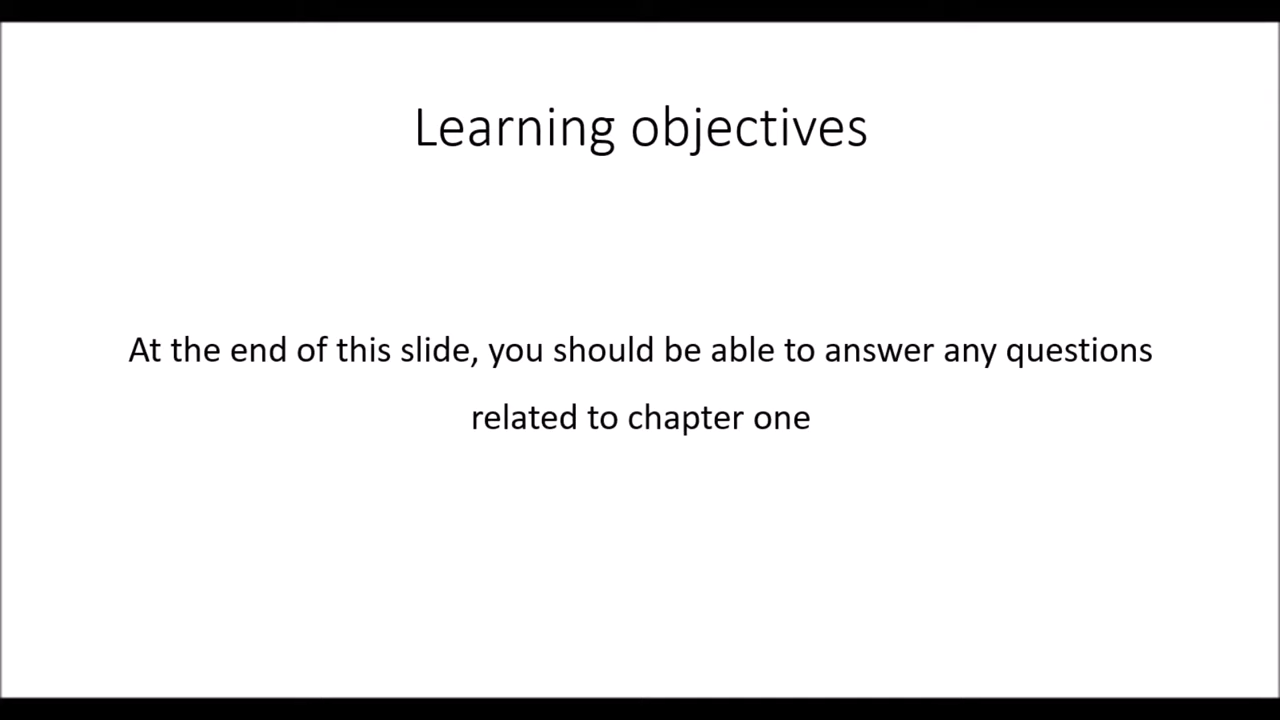 Learning objectives
At the end of this slide, you should be able to answer any questions
related to chapter one